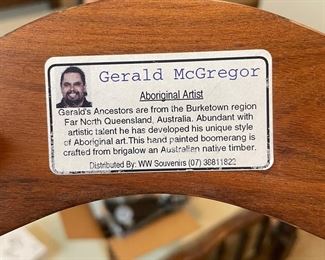 Gerald McGregor
Aboriginal Artist
Gerald's Ancestors are from the Burketown region
Far North Queensland, Australia. Abundant with
artistic talent he has developed his unique style
of Aboriginal art.This hand painted boomerang is
crafted from brigalow an Australian native timber.
Distributed By: WW Souvenirs (07) 38811822